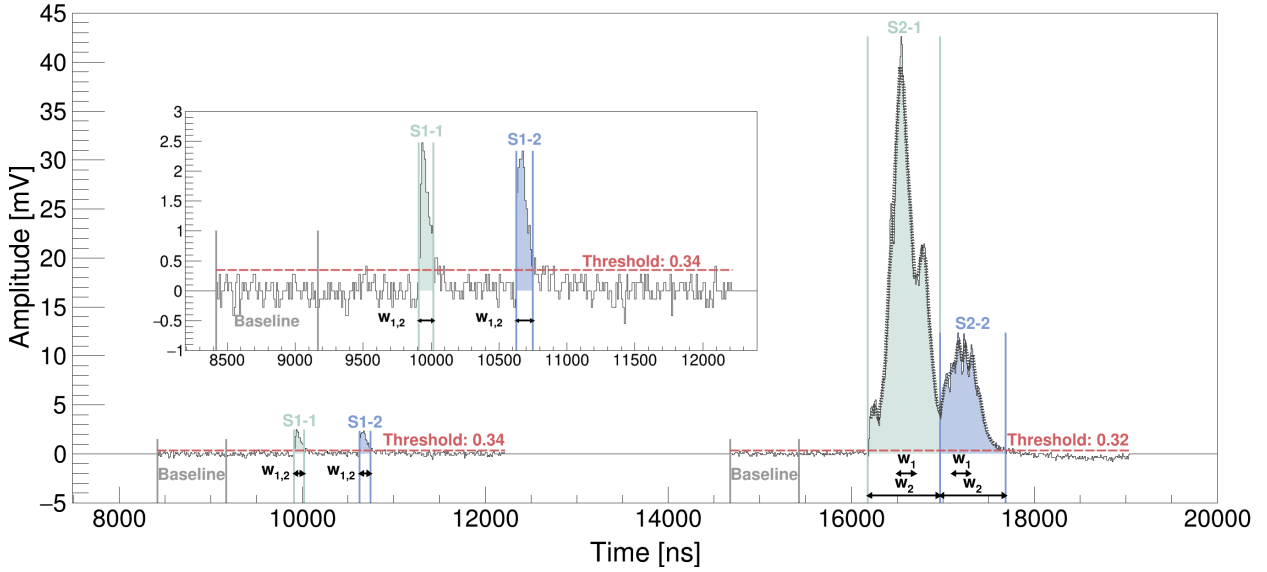 Amplitude [mV]
45
40
35
30
25
20
15
10
5
0
−5
S2-1
S2-2
3
2.5
2
1.5
1
0.5
0
−0.5
−1
S1-1
S1-2
Threshold: 0.34
Baseline
w1,2
w1,2
8500 9000 9500 10000 10500 11000 11500 12000
S1-1
S1-2
Threshold: 0.34
Threshold: 0.32
Baseline
w1,2
w1,2
Baseline
w1
w1
w2
w2
8000 10000 12000 14000 16000 18000 20000
Time [ns]